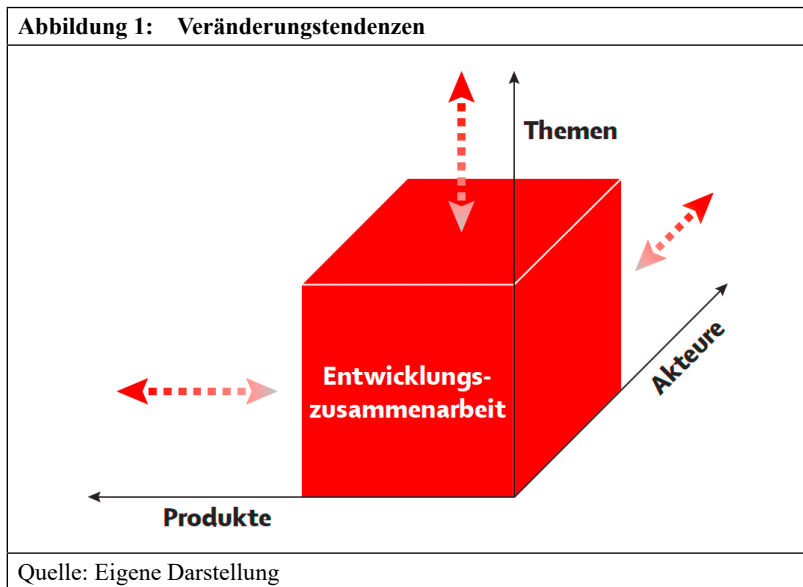 Abbildung 1: Veränderungstendenzen
Themen
Entwicklungs-
zusammenarbeit
Akteure
Produkte
Quelle: Eigene Darstellung